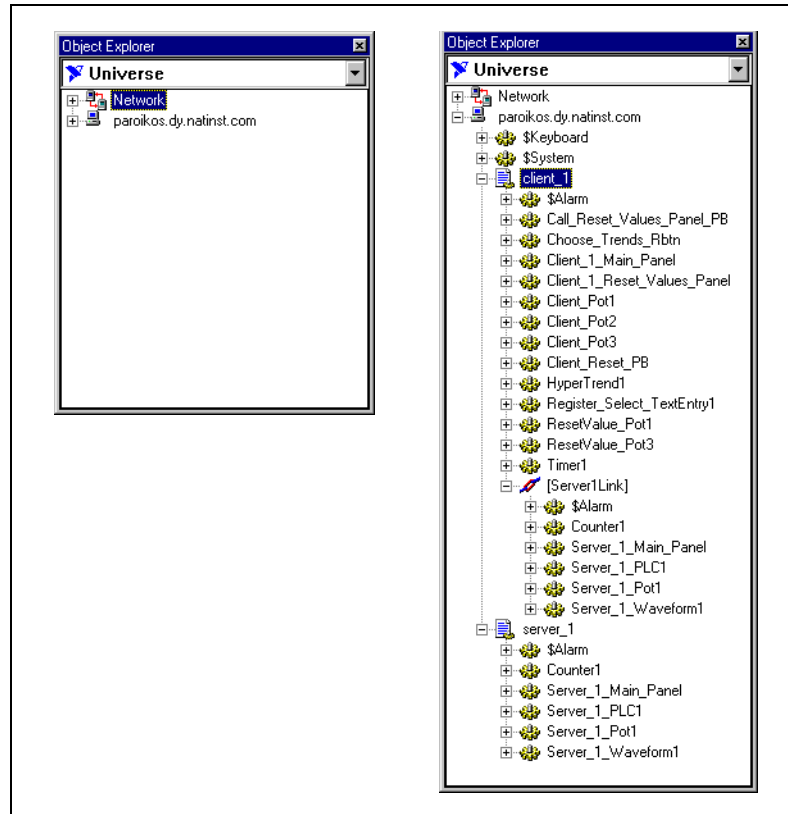 Object Explorer
Universe
Network
paroikos.dy.natinst.com
Object Explorer
Universe
Network
paroikos.dy.natinst.com
$Keyboard
$System
client_1
$Alarm
Call_Reset_Values_Panel_PB
Choose_Trends_Rbtn
Client_1_Main_Panel
Client_1_Reset_Values_Panel
Client_Pot1
Client_Pot2
Client_Pot3
Client_Reset_PB
HyperTrend1
Register_Select_TextEntry1
ResetValue_Pot1
ResetValue_Pot3
Timer1
[Server1Link]
$Alarm
Counter1
Server_1_Main_Panel
Server_1_PLC1
Server_1_Pot1
Server_1_Waveform1
server_1
$Alarm
Counter1
Server_1_Main_Panel
Server_1_PLC1
Server_1_Pot1
Server_1_Waveform1